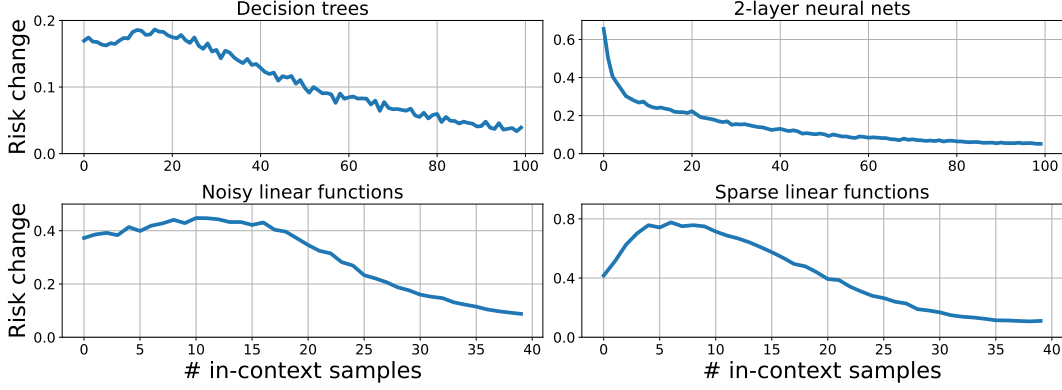 Decision trees
Risk change
0.2
0.1
0.0
0 20 40 60 80 100
2-layer neural nets
0.6
0.4
0.2
0.0
0 20 40 60 80 100
Noisy linear functions
Risk change
0.4
0.2
0.0
0 5 10 15 20 25 30 35 40
# in-context samples
Sparse linear functions
0.8
0.4
0.0
0 5 10 15 20 25 30 35 40
# in-context samples